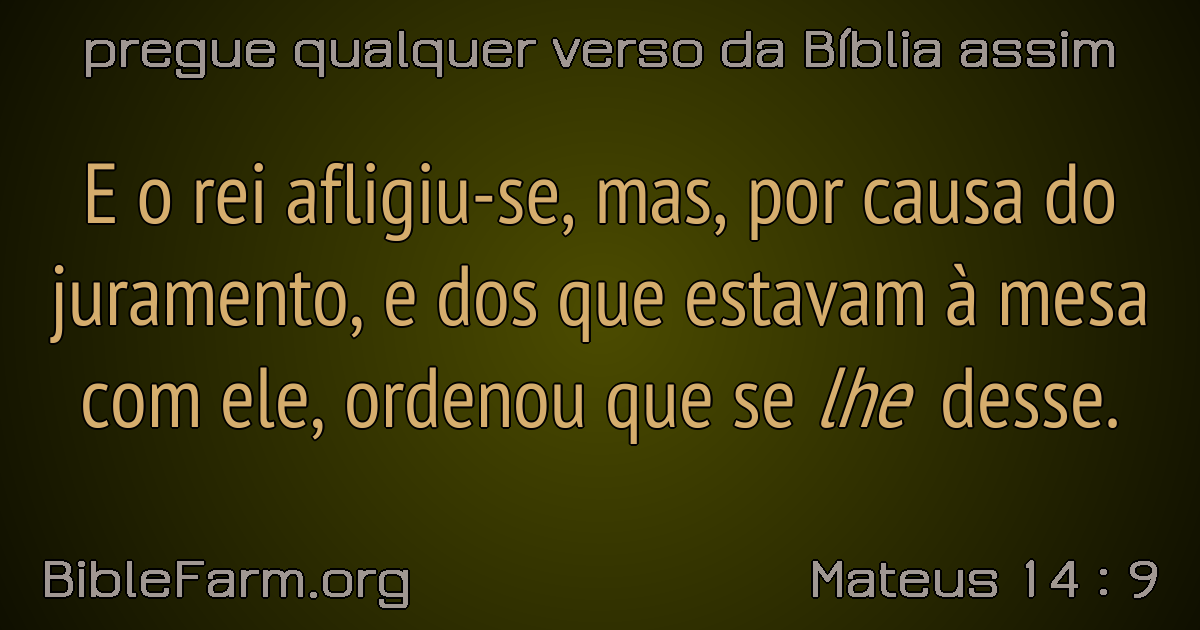 pregue qualquer verso da Bíblia assim
E o rei afligiu-se, mas, por causa do
juramento, e dos que estavam à mesa
com ele, ordenou que se lhe desse.
BibleFarm.org
Mateus 14 : 9